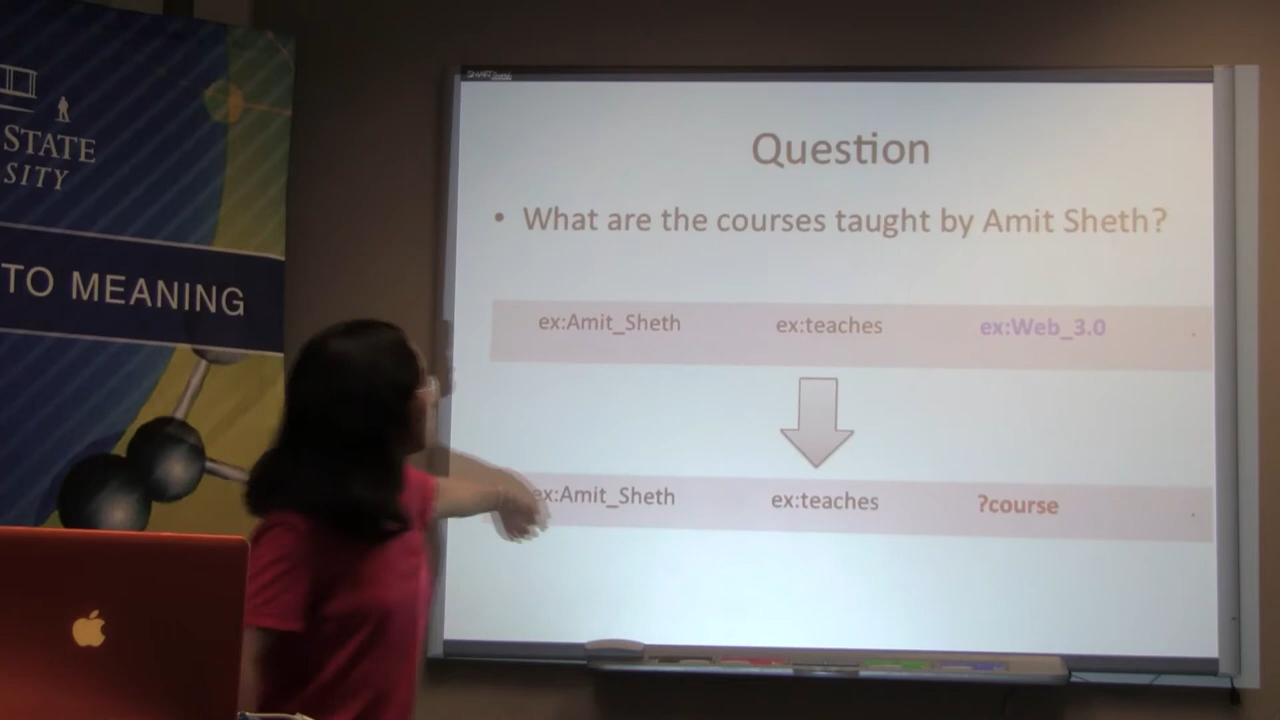 STATE
SITY
TO MEANING
SMART
Question
• What are the courses taught by Amit Sheth?
ex:Amit_Sheth ex:teaches ex:Web_3.0 .
ex:Amit_Sheth ex:teaches ?course .